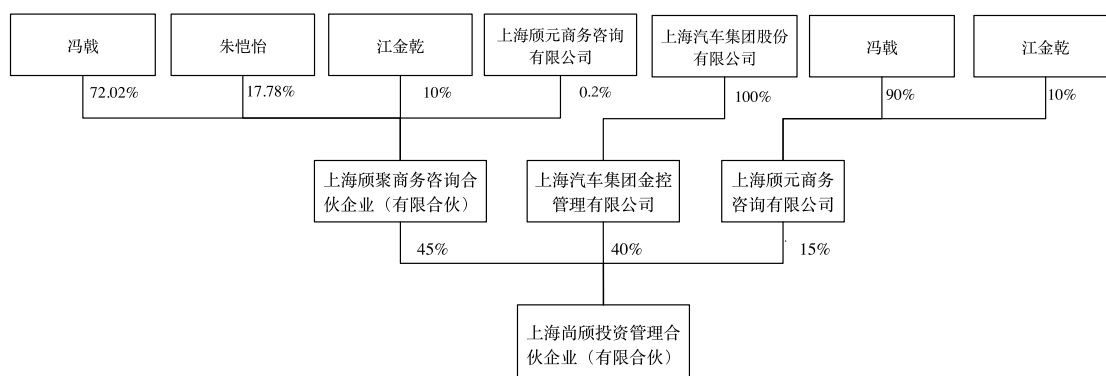 冯戟
朱恺怡
江金乾
上海颀元商务咨询
有限公司
上海汽车集团股份
有限公司
冯戟
江金乾
72.02%
17.78%
10%
0.2%
100%
90%
10%
上海颀聚商务咨询合
伙企业（有限合伙）
上海汽车集团金控
管理有限公司
上海颀元商务
咨询有限公司
45%
40%
15%
上海尚颀投资管理合
伙企业（有限合伙）